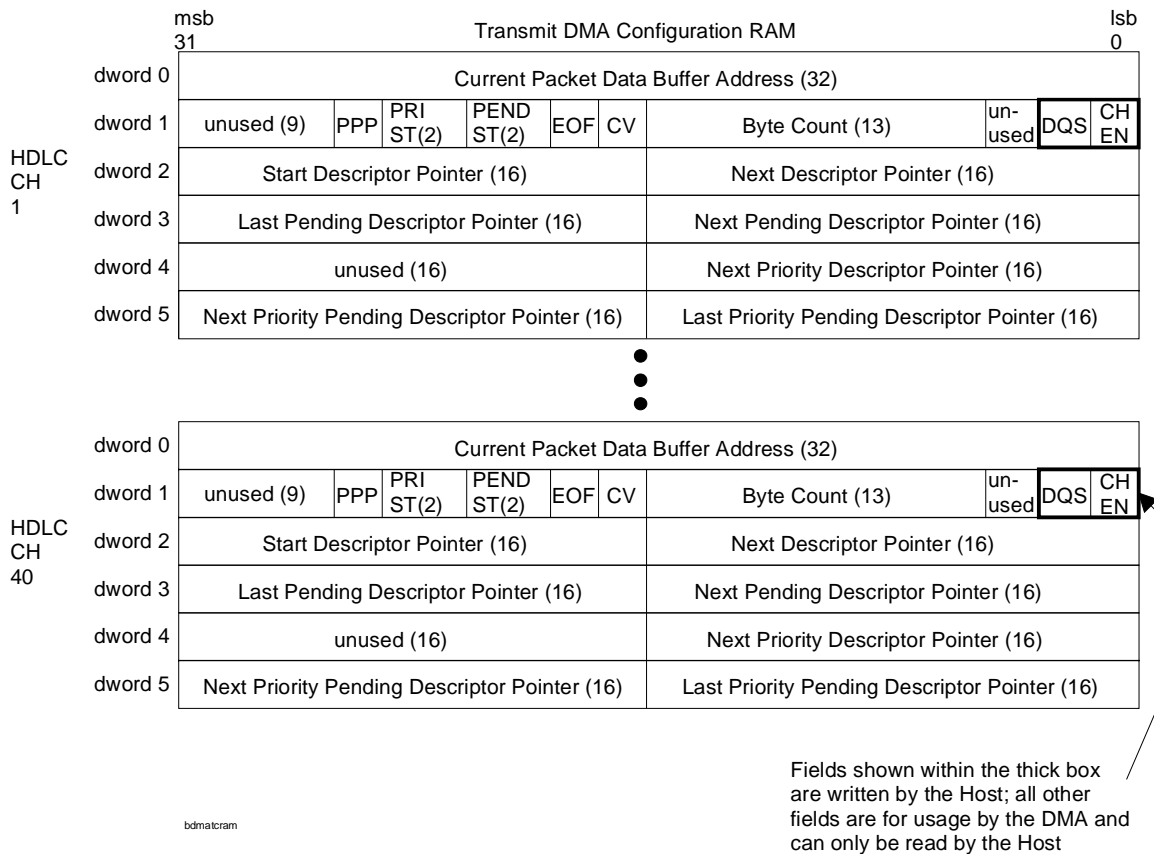 msb
31
Transmit DMA Configuration RAM
lsb
0
HDLC
CH
1
dword 0
Current Packet Data Buffer Address (32)
dword 1
unused (9)
PPP
PRI
ST(2)
PEND
ST(2)
EOF
CV
Byte Count (13)
un-
used
DQS
CH
EN
dword 2
Start Descriptor Pointer (16)
Next Descriptor Pointer (16)
dword 3
Last Pending Descriptor Pointer (16)
Next Pending Descriptor Pointer (16)
dword 4
unused (16)
Next Priority Descriptor Pointer (16)
dword 5
Next Priority Pending Descriptor Pointer (16)
Last Priority Pending Descriptor Pointer (16)
HDLC
CH
40
dword 0
Current Packet Data Buffer Address (32)
dword 1
unused (9)
PPP
PRI
ST(2)
PEND
ST(2)
EOF
CV
Byte Count (13)
un-
used
DQS
CH
EN
dword 2
Start Descriptor Pointer (16)
Next Descriptor Pointer (16)
dword 3
Last Pending Descriptor Pointer (16)
Next Pending Descriptor Pointer (16)
dword 4
unused (16)
Next Priority Descriptor Pointer (16)
dword 5
Next Priority Pending Descriptor Pointer (16)
Last Priority Pending Descriptor Pointer (16)
Fields shown within the thick box
are written by the Host; all other
fields are for usage by the DMA and
can only be read by the Host
bdmatcram